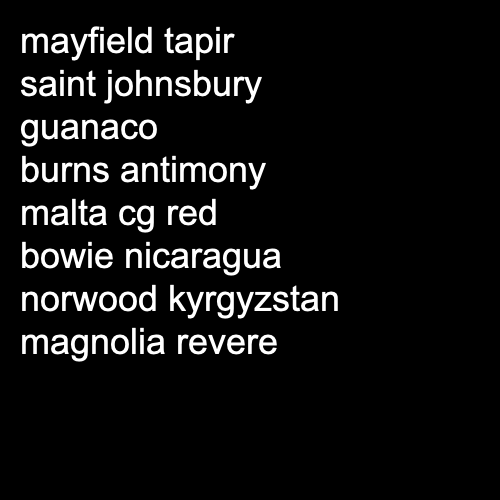 mayfield tapir
saint johnsbury
guanaco
burns antimony
malta cg red
bowie nicaragua
norwood kyrgyzstan
magnolia revere